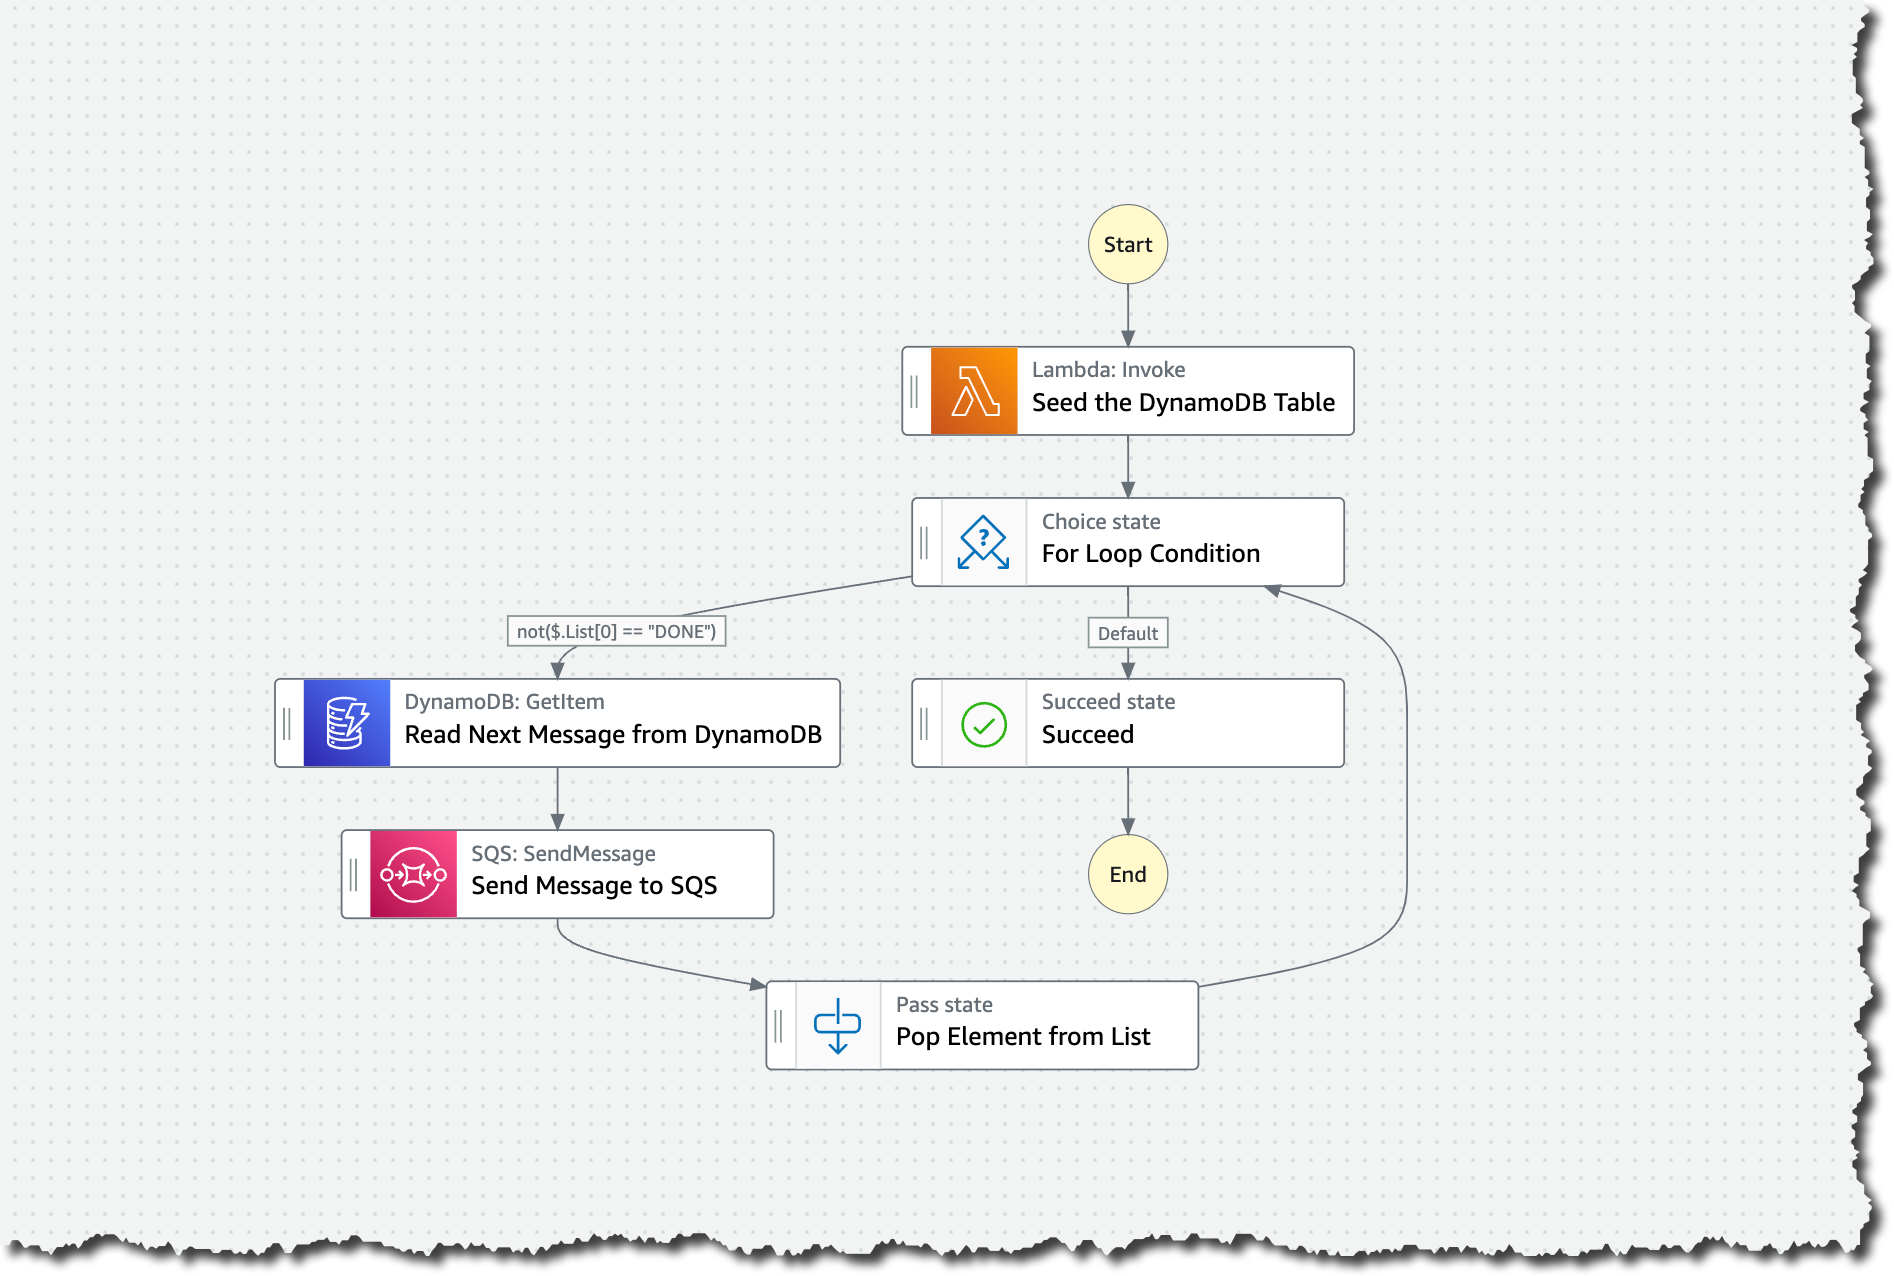 Start
Lambda: Invoke
Seed the DynamoDB Table
Choice state
For Loop Condition
not($.List[0] == "DONE")
Default
DynamoDB: GetItem
Read Next Message from DynamoDB
Succeed state
Succeed
SQS: SendMessage
Send Message to SQS
End
Pass state
Pop Element from List